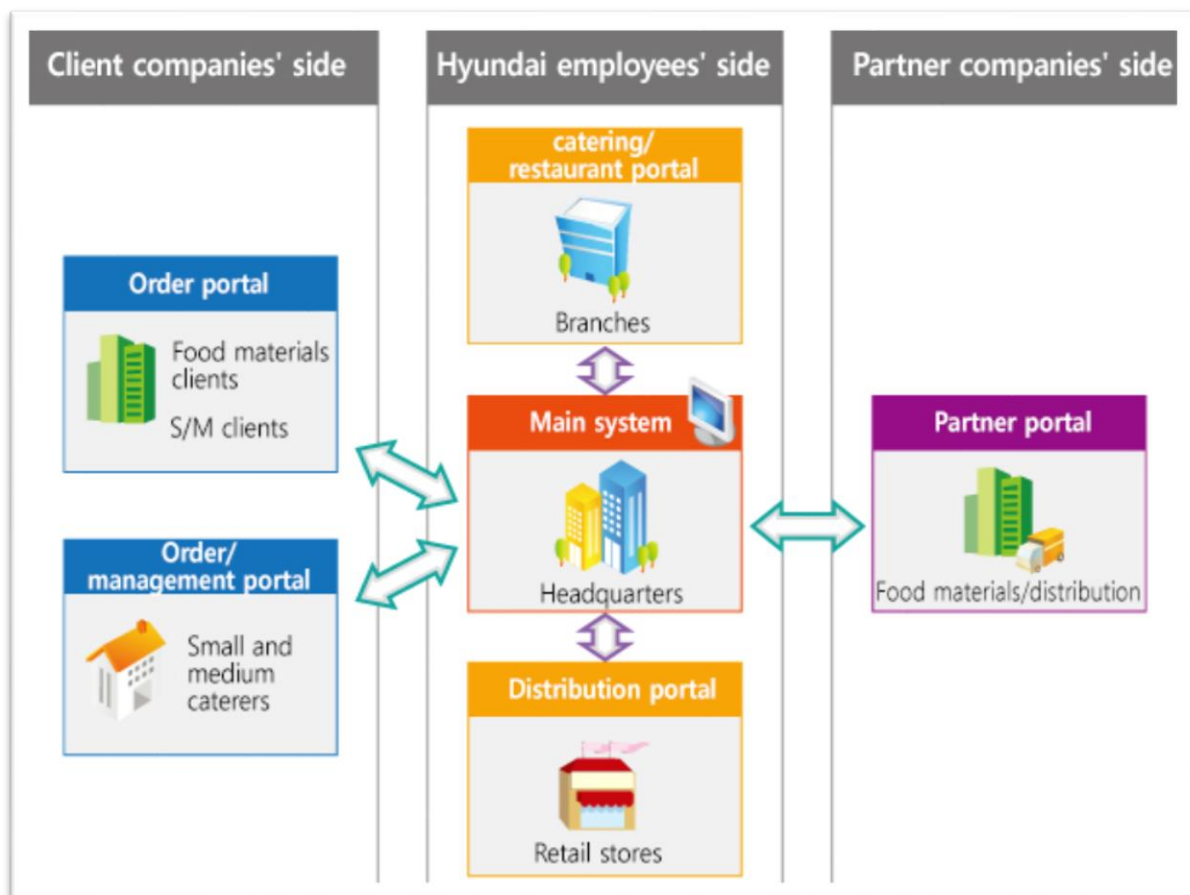 Client companies' side
Hyundai employees' side
Partner companies' side
catering/
restaurant portal
Branches
Order portal
Food materials
clients
S/M clients
Main system
Headquarters
Partner portal
Food materials/distribution
Order/
management portal
Small and
medium
caterers
Distribution portal
Retail stores